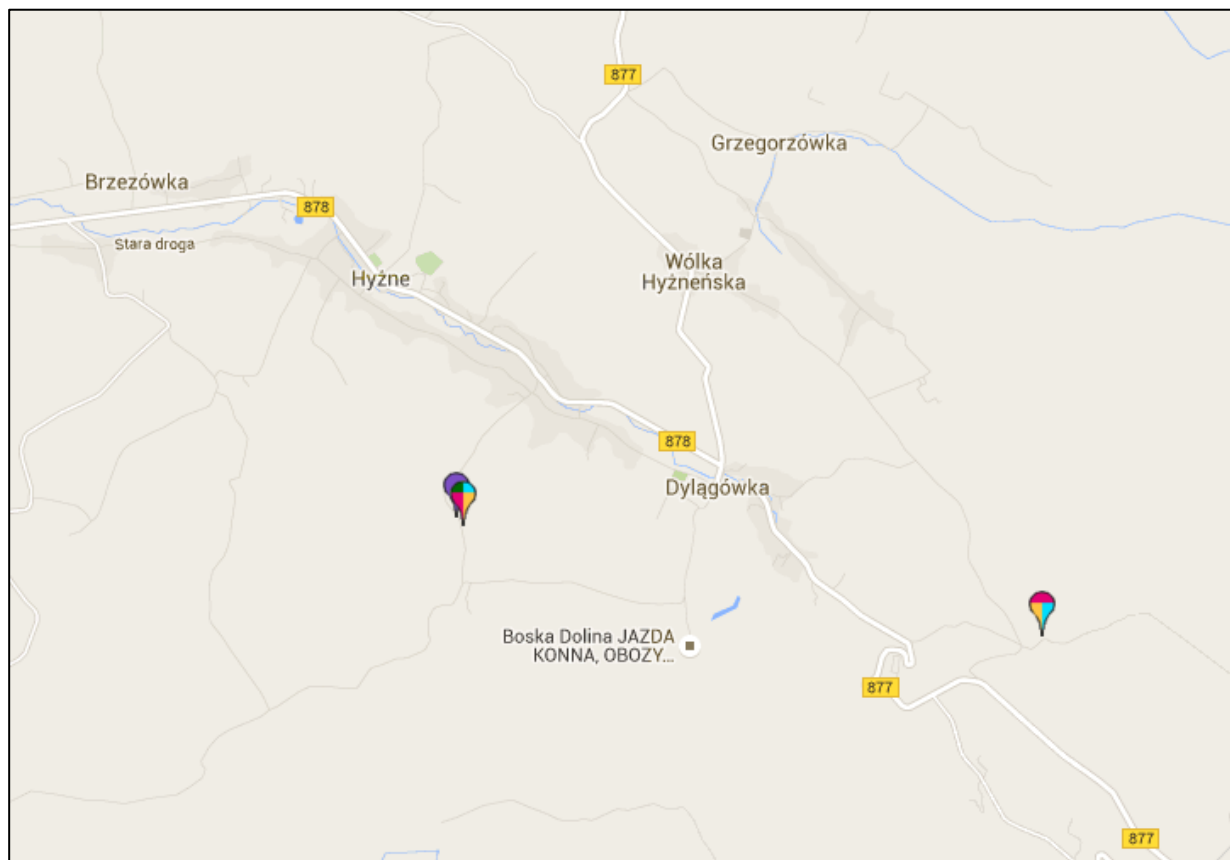 877
Grzegorzówka
Brzezówka
878
Stara droga
Hyżne
Wólka
Hyżneńska
878
Dylągówka
Boska Dolina JAZDA
KONNA, OBOZY...
877
877